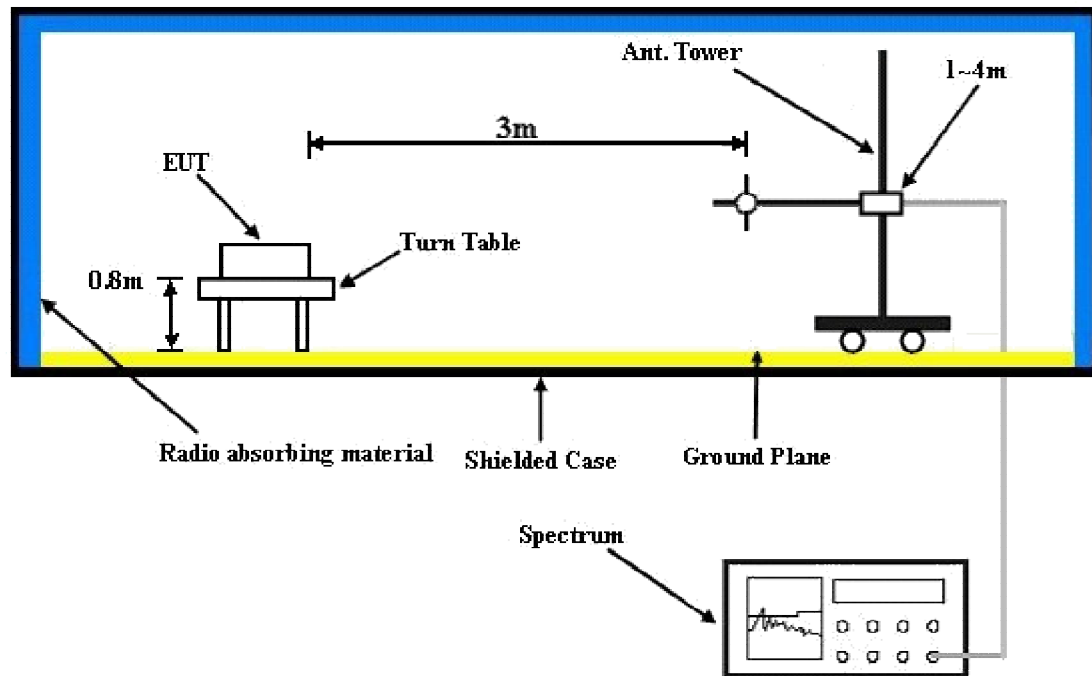 Ant. Tower
1~4m
3m
EUT
Turn Table
0.8m
Radio absorbing material
Shielded Case
Ground Plane
Spectrum